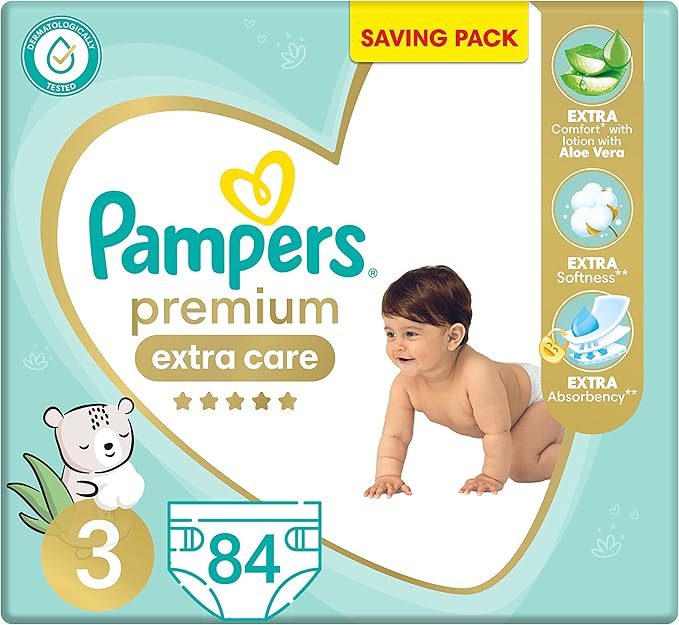 DERMATOLOGICALLY
TESTED
SAVING PACK
Pampers®
premium
extra care
EXTRA
Comfort* with
lotion with
Aloe Vera
EXTRA
Softness**
EXTRA
Absorbency**
3
84